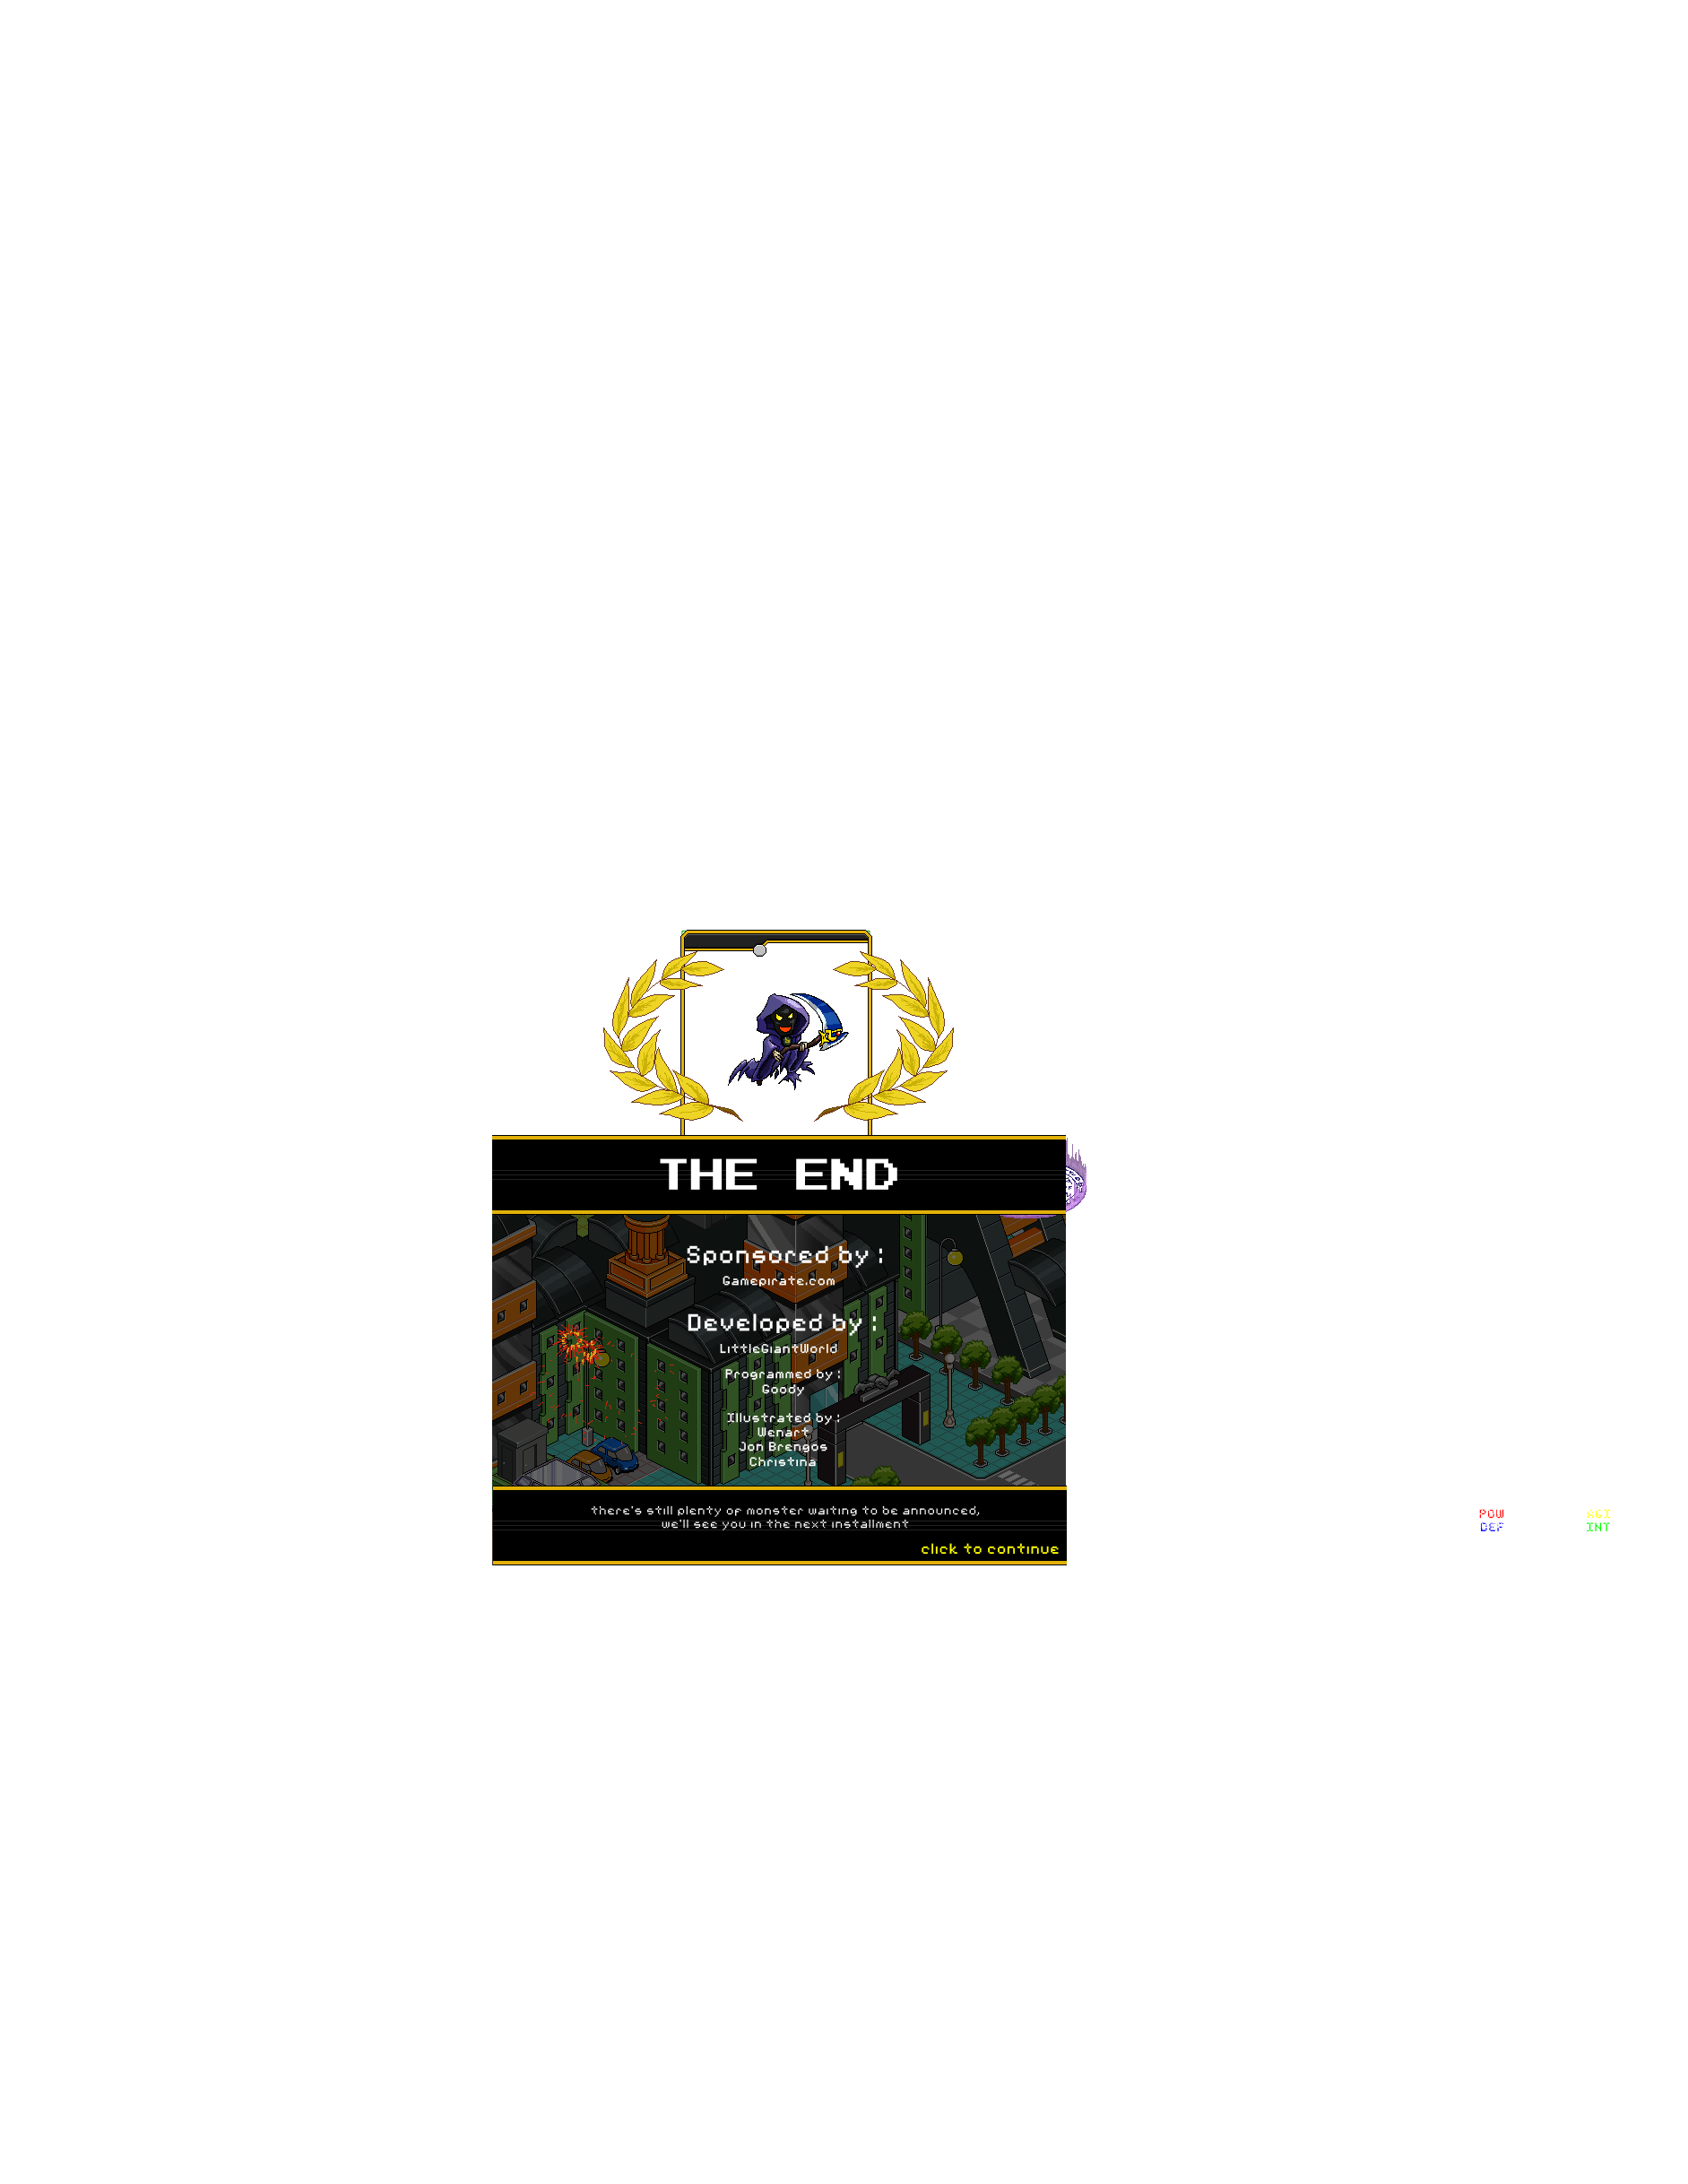 THE END
Sponsored by :
Gamepirate.com
Developed by :
LittleGiantWorld
Programmed by :
Goody
Illustrated by :
Wenart
Jon Brengos
Christina
there's still plenty of monster waiting to be announced,
we'll see you in the next installment
click to continue
POW AGI
DEF INT